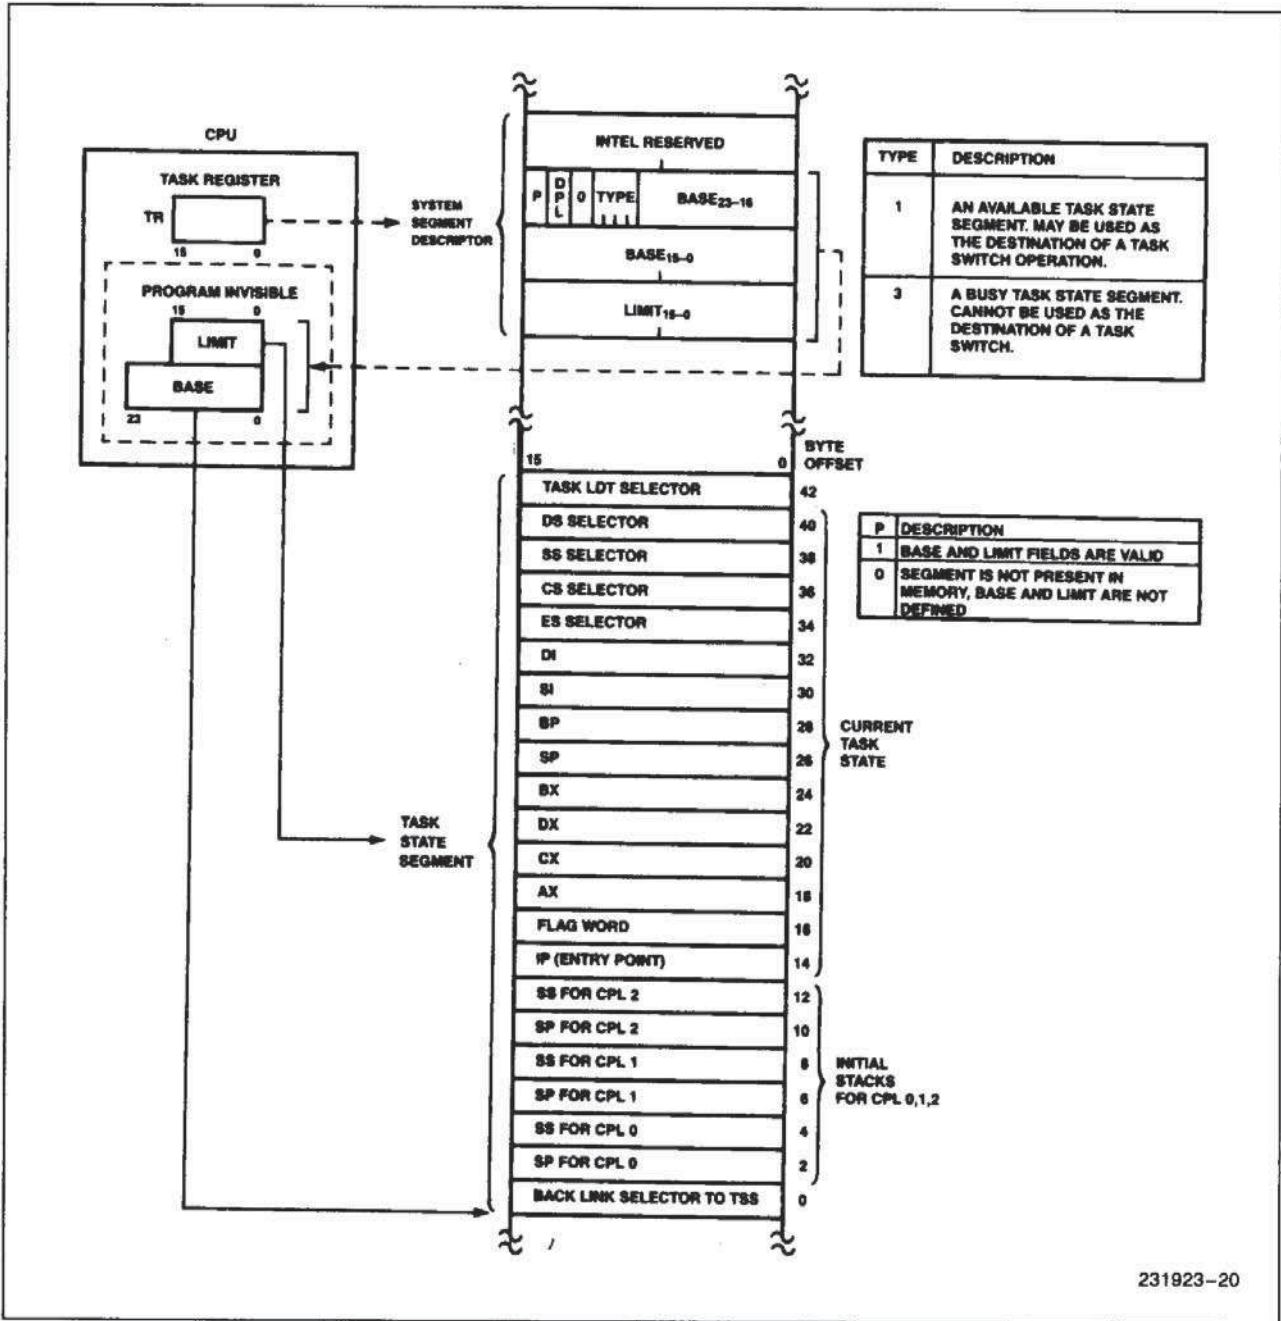 CPU
TASK REGISTER
TR
15 0
PROGRAM INVISIBLE
15 0
LIMIT
BASE
23 0
SYSTEM
SEGMENT
DESCRIPTOR
INTEL RESERVED
P DPL 0 TYPE BASE23–16
BASE15–0
LIMIT15–0
TYPE DESCRIPTION
1 AN AVAILABLE TASK STATE
SEGMENT. MAY BE USED AS
THE DESTINATION OF A TASK
SWITCH OPERATION.
3 A BUSY TASK STATE SEGMENT.
CANNOT BE USED AS THE
DESTINATION OF A TASK
SWITCH.
15 0
BYTE
OFFSET
TASK LDT SELECTOR 42
DS SELECTOR 40
SS SELECTOR 38
CS SELECTOR 36
ES SELECTOR 34
DI 32
SI 30
BP 28
SP 26
BX 24
DX 22
CX 20
AX 18
FLAG WORD 16
IP (ENTRY POINT) 14
SS FOR CPL 2 12
SP FOR CPL 2 10
SS FOR CPL 1 8
SP FOR CPL 1 6
SS FOR CPL 0 4
SP FOR CPL 0 2
BACK LINK SELECTOR TO TSS 0
TASK
STATE
SEGMENT
P DESCRIPTION
1 BASE AND LIMIT FIELDS ARE VALID
0 SEGMENT IS NOT PRESENT IN
MEMORY, BASE AND LIMIT ARE NOT
DEFINED
CURRENT
TASK
STATE
INITIAL
STACKS
FOR CPL 0,1,2
231923–20